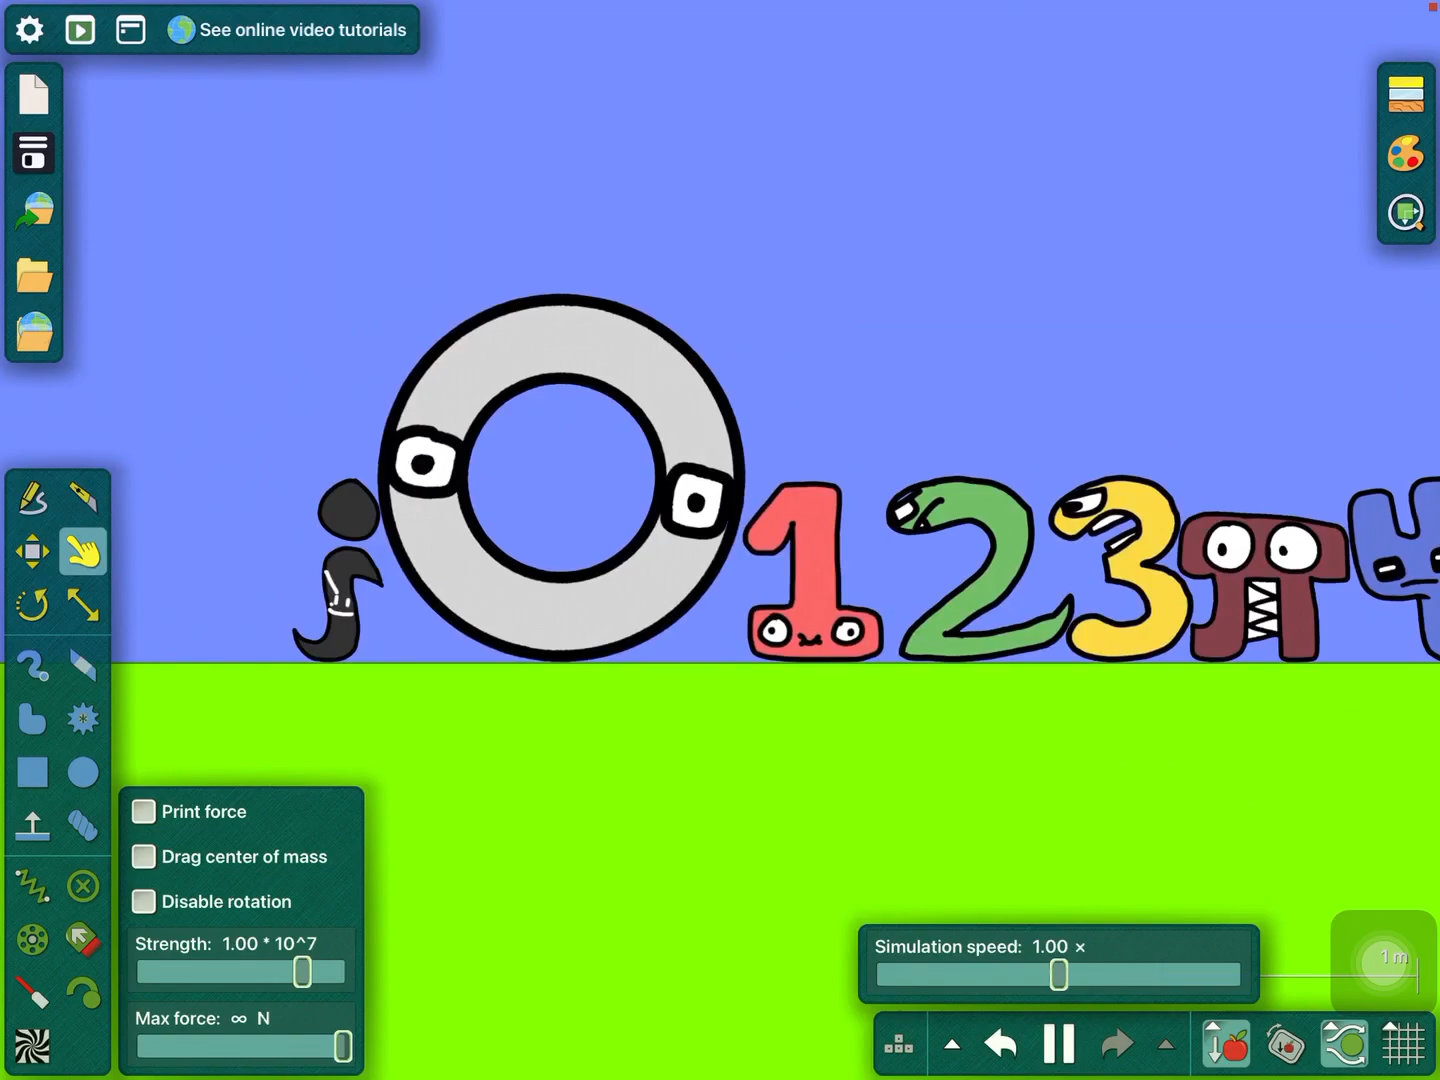 See online video tutorials
i0123π4
Print force
Drag center of mass
Disable rotation
Strength: 1.00 * 10^7
Max force: ∞ N
Simulation speed: 1.00 ×
1 m